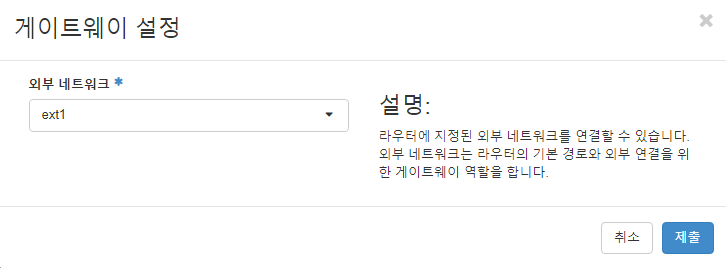 게이트웨이 설정
×
외부 네트워크 *
ext1
설명:
라우터에 지정된 외부 네트워크를 연결할 수 있습니다.
외부 네트워크는 라우터의 기본 경로와 외부 연결을 위
한 게이트웨이 역할을 합니다.
취소
제출